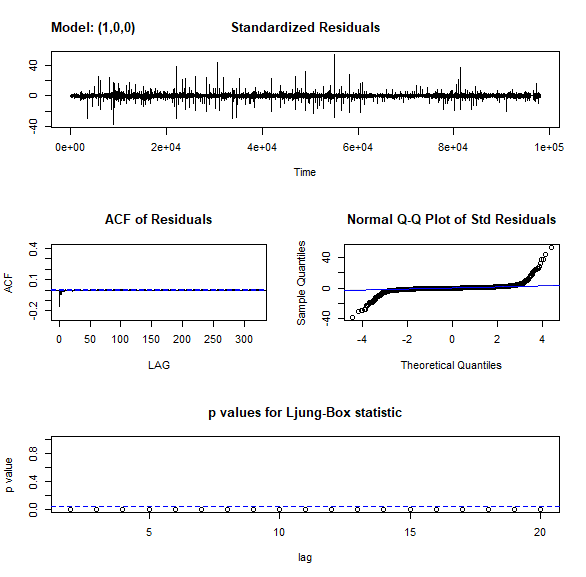 Model: (1,0,0) Standardized Residuals
40
0
-40
0e+00 2e+04 4e+04 6e+04 8e+04 1e+05
Time
ACF of Residuals
ACF
0.4
0.1
-0.2
0 50 100 150 200 250 300
LAG
Normal Q-Q Plot of Std Residuals
Sample Quantiles
40
0
-40
-4 -2 0 2 4
Theoretical Quantiles
p values for Ljung-Box statistic
p value
0.8
0.4
0.0
5 10 15 20
lag